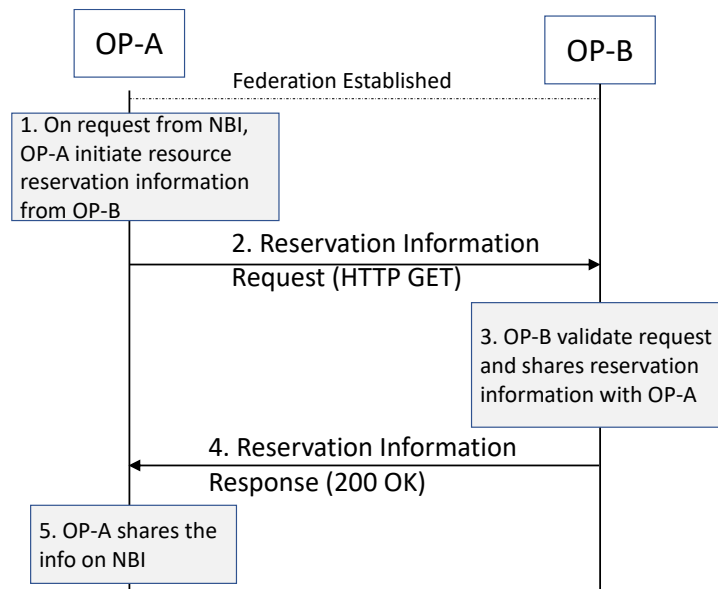 OP-A
OP-B
Federation Established
1. On request from NBI,
OP-A initiate resource
reservation information
from OP-B
2. Reservation Information
Request (HTTP GET)
3. OP-B validate request
and shares reservation
information with OP-A
4. Reservation Information
Response (200 OK)
5. OP-A shares the
info on NBI